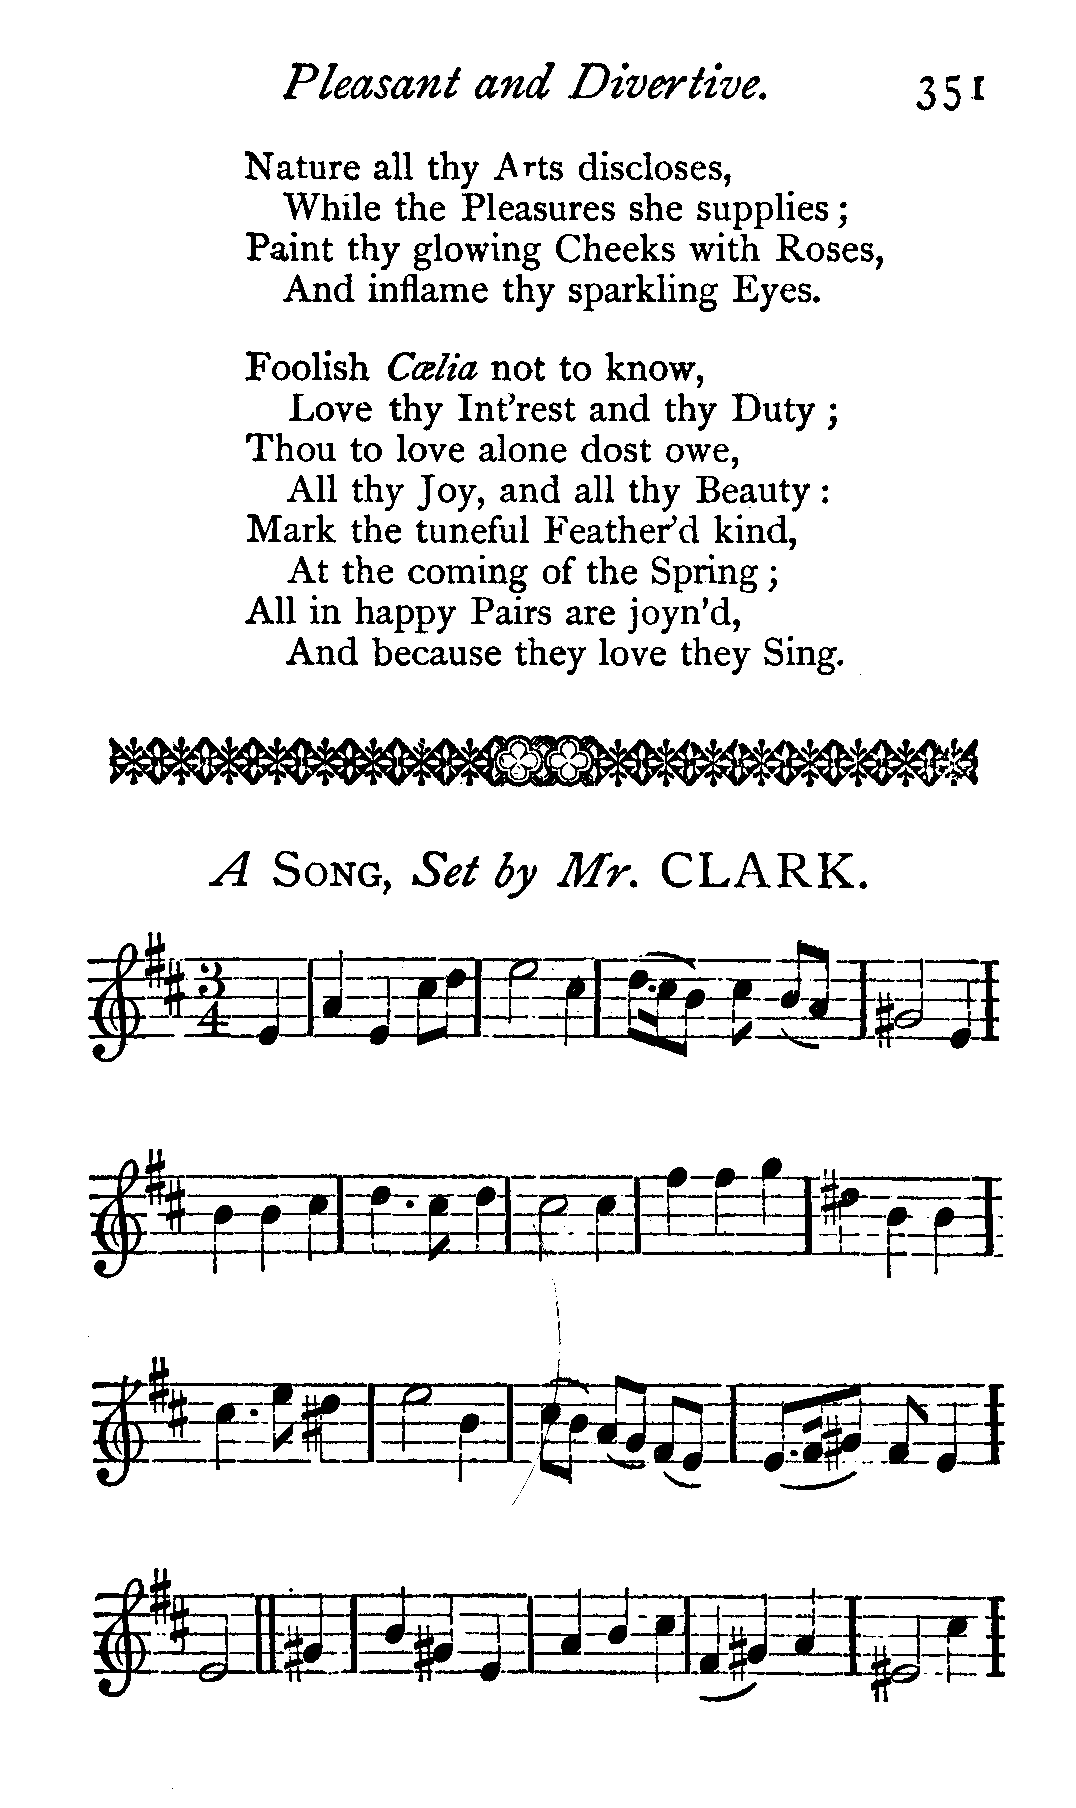 Pleasant and Divertive. 351
Nature all thy Arts discloses,
While the Pleasures she supplies ;
Paint thy glowing Cheeks with Roses,
And inflame thy sparkling Eyes.
Foolish Cœlia not to know,
Love thy Int'rest and thy Duty ;
Thou to love alone dost owe,
All thy Joy, and all thy Beauty :
Mark the tuneful Feather'd kind,
At the coming of the Spring ;
All in happy Pairs are joyn'd,
And because they love they Sing.
A SONG, Set by Mr. CLARK.
3
4